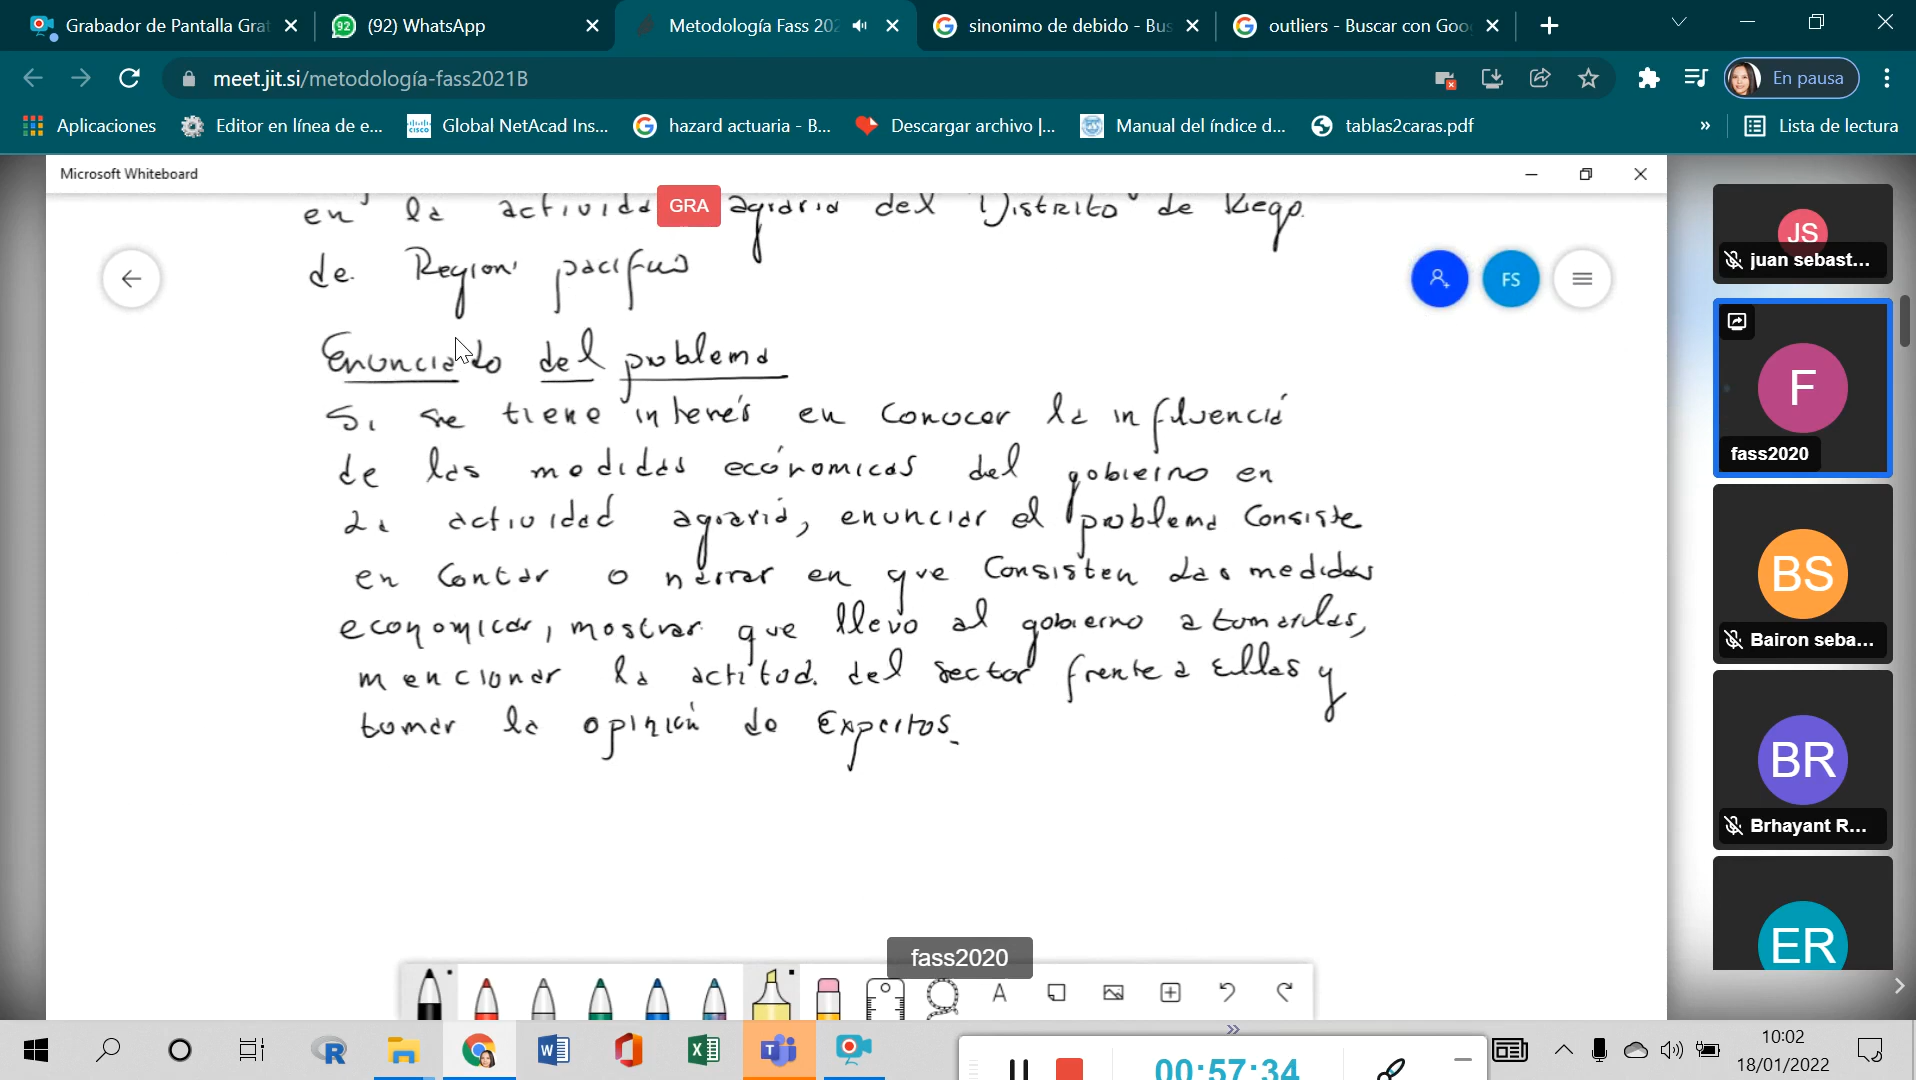 Grabador de Pantalla Grat
(92) WhatsApp
Metodología Fass 202
sinonimo de debido - Bus
outliers - Buscar con Goog
meet.jit.si/metodología-fass2021B
En pausa
Aplicaciones
Editor en línea de e...
Global NetAcad Ins...
hazard actuaria - B...
Descargar archivo |...
Manual del índice d...
tablas2caras.pdf
»
Lista de lectura
Microsoft Whiteboard
GRA
en la activida agraria del Distrito de Riego
de Region pacifico
FS
Enunciado del problema
Si se tiene interés en conocer la influencia
de las medidas económicas del gobierno en
la actividad agraria, enunciar el problema consiste
en contar o narrar en que consisten las medidas
economicas, mostrar que llevo al gobierno a tomarlas,
mencionar la actitod del sector frente a Ellas y
tomar la opinión de Expertos.
JS
juan sebast...
F
fass2020
BS
Bairon seba...
BR
Brhayant R...
ER
fass2020
A
00:57:34
10:02
18/01/2022